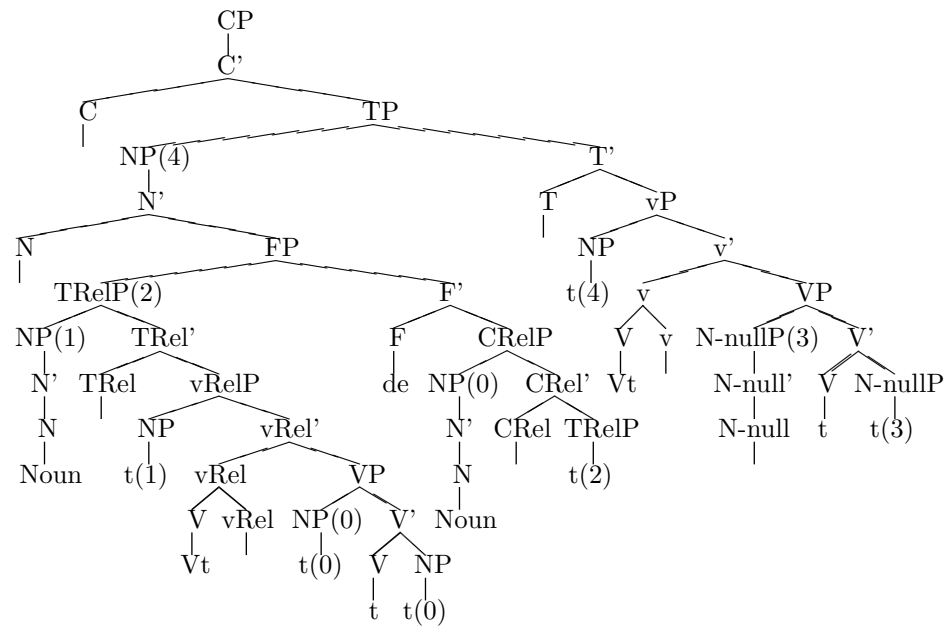 CP
C'
C TP
NP(4) T'
N' T vP
N FP NP v'
TRelP(2) F' t(4) v VP
NP(1) TRel' F CRelP V v N-nullP(3) V'
N' TRel vRelP de NP(0) CRel' Vt N-null' V N-nullP
N NP vRel' N' CRel TRelP N-null t t(3)
Noun t(1) vRel VP N t(2)
V vRel NP(0) V' Noun
Vt t(0) V NP
t t(0)